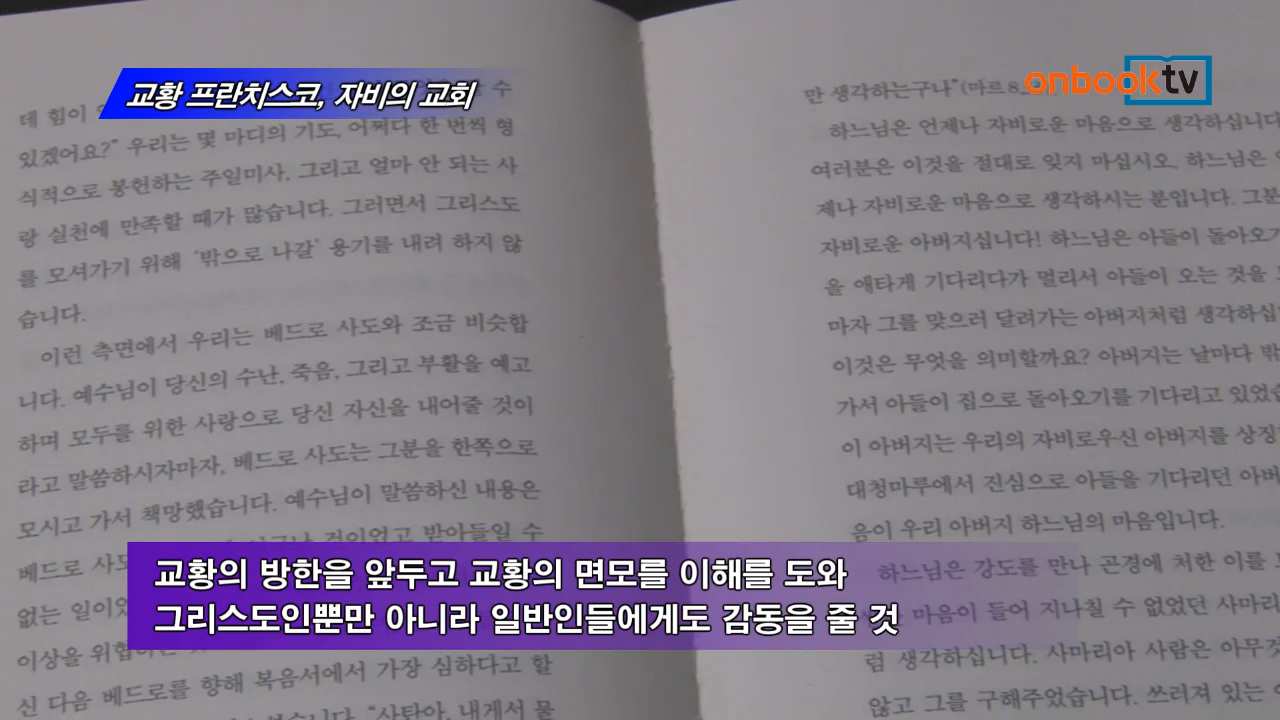 교황 프란치스코, 자비의 교회
onbooktv
수
데 힘이
있겠어요?” 우리는 몇 마디의 기도, 어쩌다 한 번씩 형
식적으로 봉헌하는 주일미사, 그리고 얼마 안 되는 사
랑 실천에 만족할 때가 많습니다. 그러면서 그리스도
를 모셔가기 위해 ‘밖으로 나갈’ 용기를 내려 하지 않
습니다.
이런 측면에서 우리는 베드로 사도와 조금 비슷합
니다. 예수님이 당신의 수난, 죽음, 그리고 부활을 예고
하며 모두를 위한 사랑으로 당신 자신을 내어줄 것이
라고 말씀하시자마자, 베드로 사도는 그분을 한쪽으로
모시고 가서 책망했습니다. 예수님이 말씀하신 내용은
베드로 사도 것이었고 받아들일 수
없는 일이었
이상을 위협하는
신 다음 베드로를 향해 복음서에서 가장 심하다고 할
“사탄아, 내게서 물
만 생각하는구나”(마르 8,
하느님은 언제나 자비로운 마음으로 생각하십니다
여러분은 이것을 절대로 잊지 마십시오. 하느님은 언
제나 자비로운 마음으로 생각하시는 분입니다. 그분
자비로운 아버지십니다! 하느님은 아들이 돌아오기
을 애타게 기다리다가 멀리서 아들이 오는 것을
마자 그를 맞으러 달려가는 아버지처럼 생각하십니
이것은 무엇을 의미할까요? 아버지는 날마다 밖
가서 아들이 집으로 돌아오기를 기다리고 있었습
이 아버지는 우리의 자비로우신 아버지를 상징
대청마루에서 진심으로 아들을 기다리던 아버
음이 우리 아버지 하느님의 마음입니다.
하느님은 강도를 만나 곤경에 처한 이를
마음이 들어 지나칠 수 없었던 사마리
럼 생각하십니다. 사마리아 사람은 아무것
않고 그를 구해주었습니다. 쓰러져 있는
교황의 방한을 앞두고 교황의 면모를 이해를 도와
그리스도인뿐만 아니라 일반인들에게도 감동을 줄 것